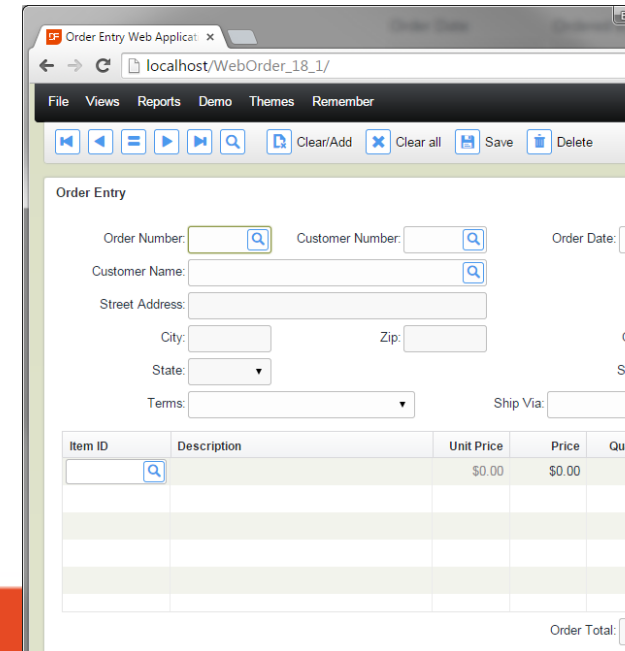 Order Entry Web Applicat
localhost/WebOrder_18_1/
File Views Reports Demo Themes Remember
Clear/Add Clear all Save Delete
Order Entry
Order Number: Customer Number: Order Date:
Customer Name:
Street Address:
City: Zip:
State:
Terms: Ship Via:
Item ID Description Unit Price Price Qu
$0.00 $0.00
Order Total: